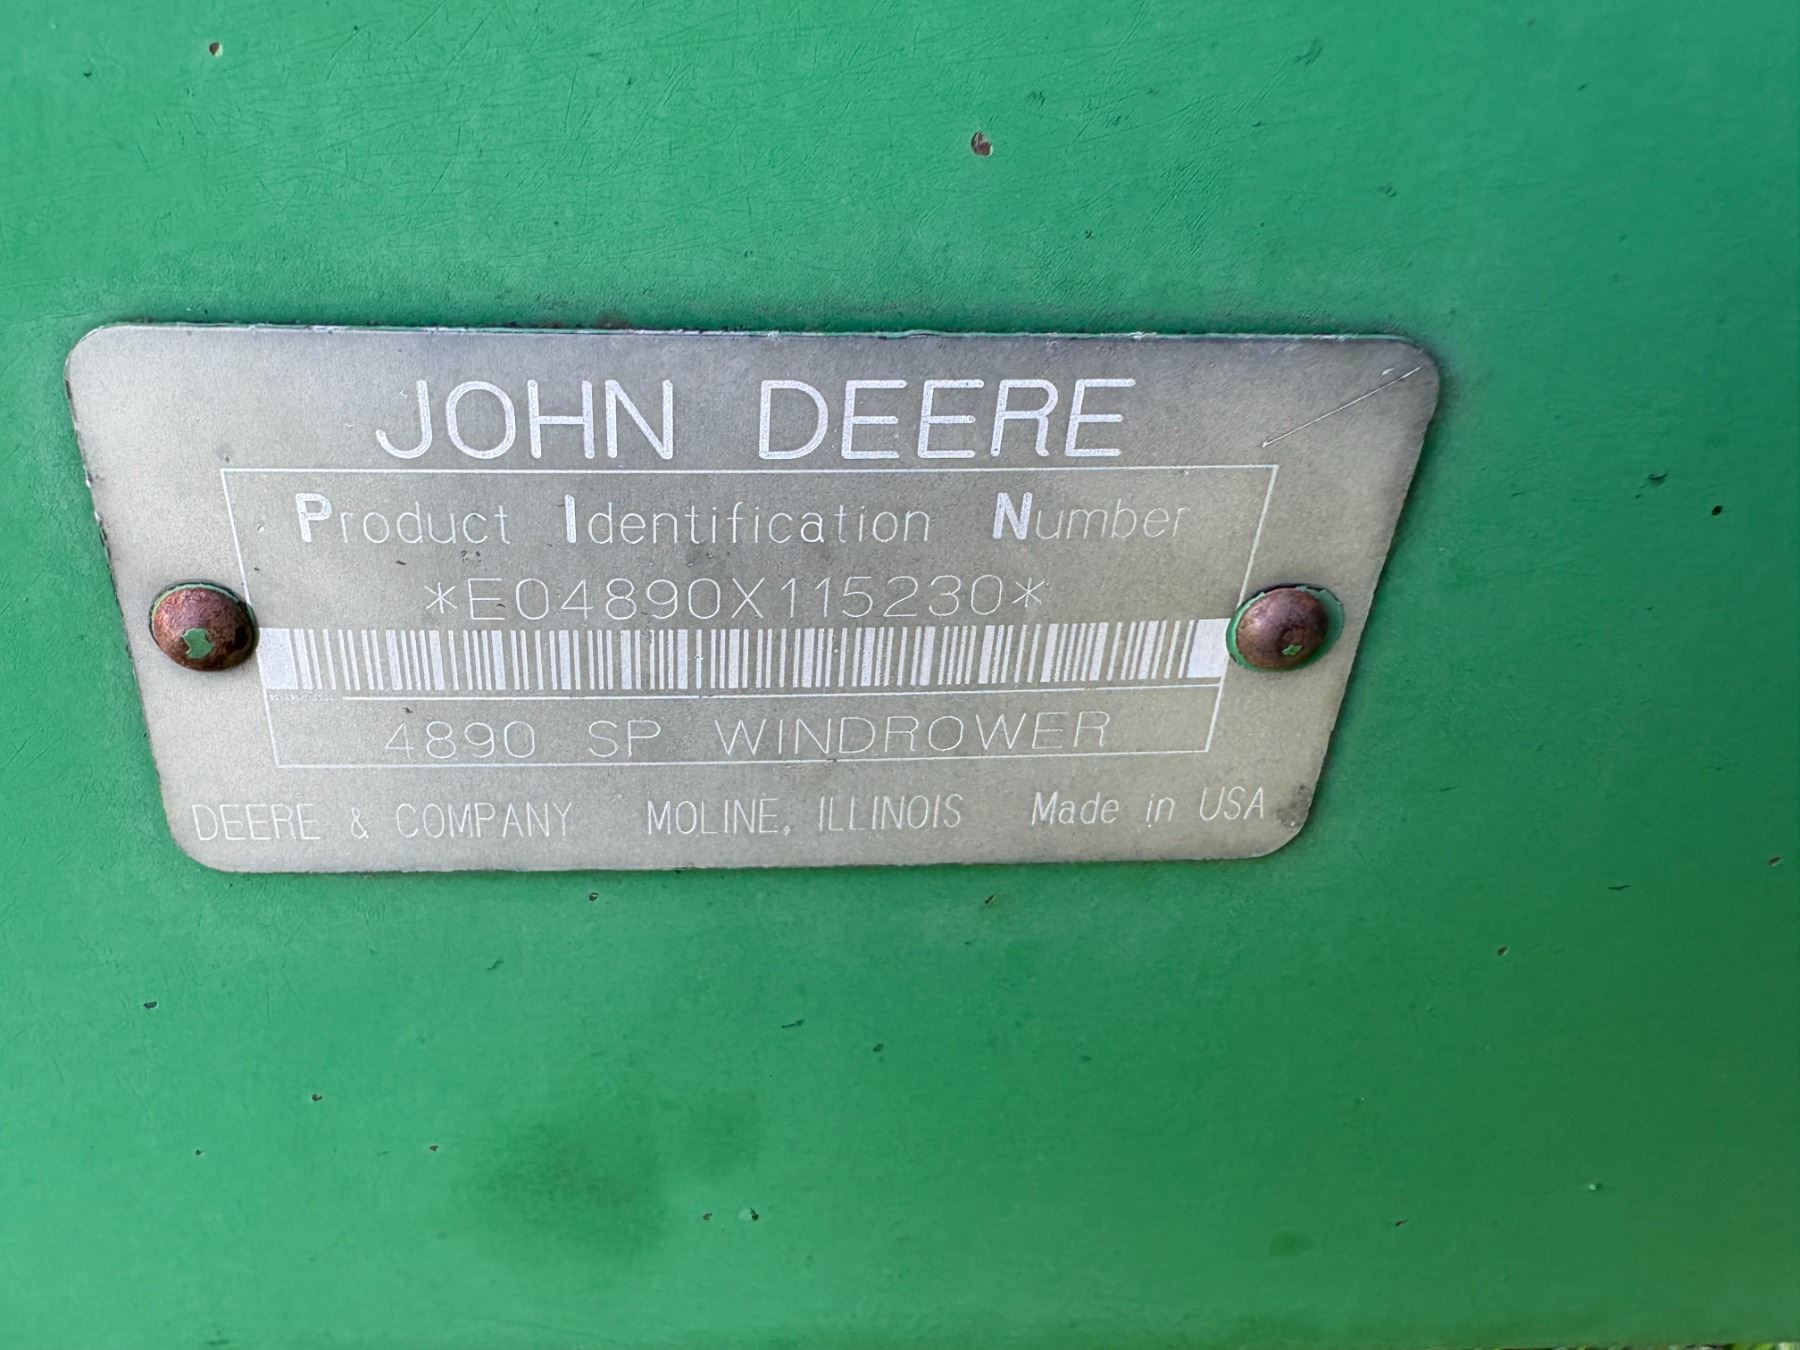 JOHN DEERE
Product Identification Number
*E04890X115230*
4890 SP WINDROWER
DEERE & COMPANY MOLINE, ILLINOIS Made in USA